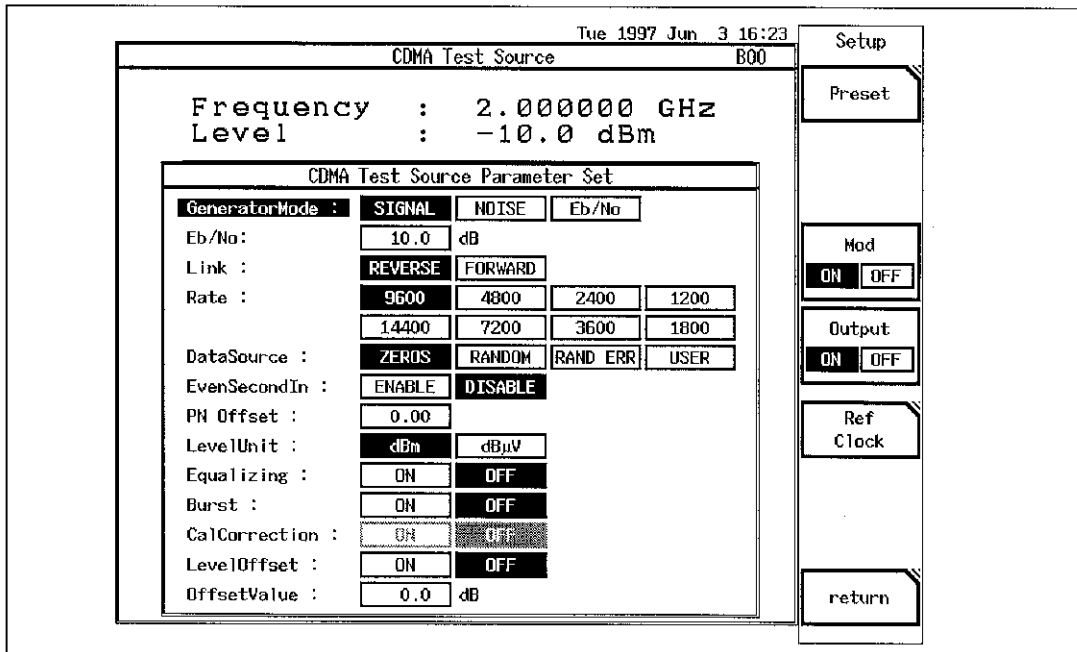 Tue 1997 Jun 3 16:23
CDMA Test Source B00
Frequency : 2.000000 GHz
Level : -10.0 dBm
CDMA Test Source Parameter Set
GeneratorMode : SIGNAL NOISE Eb/No
Eb/No: 10.0 dB
Link : REVERSE FORWARD
Rate : 9600 4800 2400 1200
14400 7200 3600 1800
DataSource : ZEROS RANDOM RAND ERR USER
EvenSecondIn : ENABLE DISABLE
PN Offset : 0.00
LevelUnit : dBm dBµV
Equalizing : ON OFF
Burst : ON OFF
CalCorrection : ON OFF
LevelOffset : ON OFF
OffsetValue : 0.0 dB
Setup
Preset
Mod
ON OFF
Output
ON OFF
Ref
Clock
return